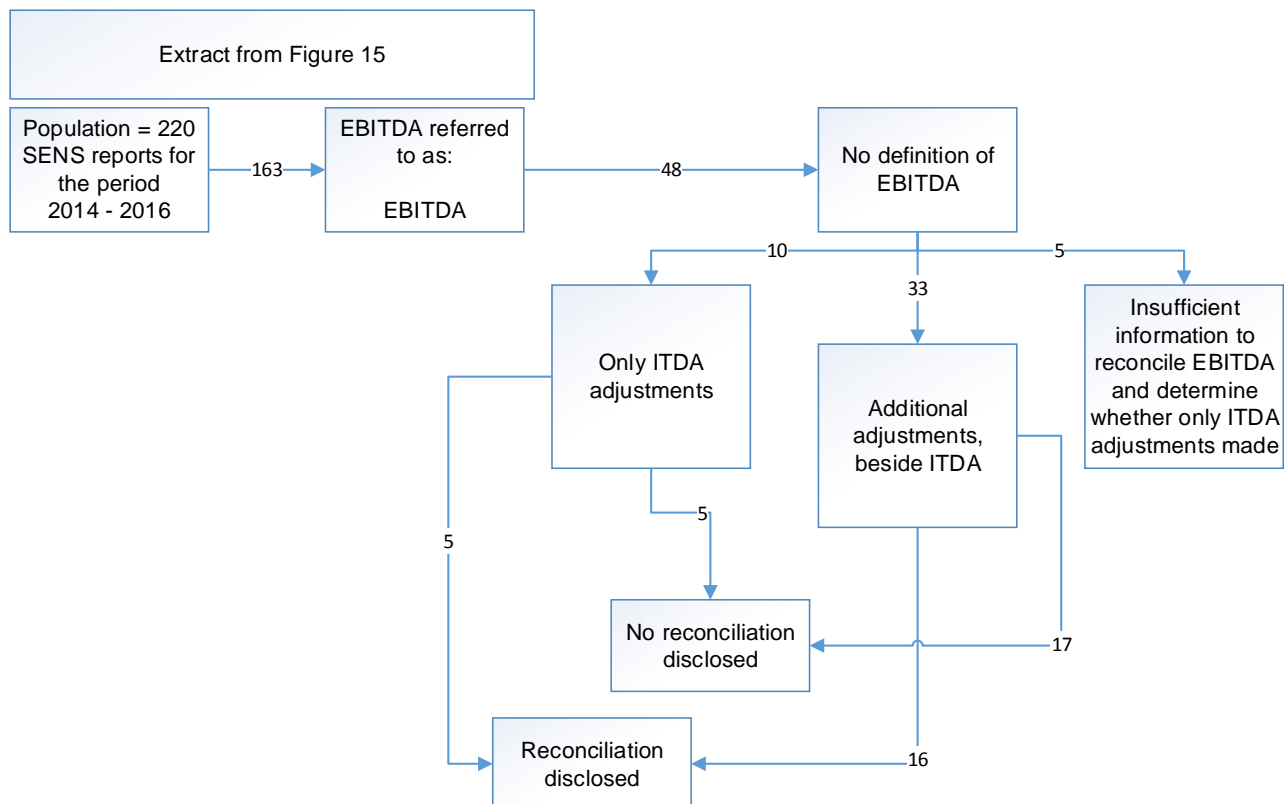 Extract from Figure 15
Population = 220
SENS reports for
the period
2014 - 2016
163
EBITDA referred
to as:
EBITDA
48
No definition of
EBITDA
10
33
5
Only ITDA
adjustments
Additional
adjustments,
beside ITDA
Insufficient
information to
reconcile EBITDA
and determine
whether only ITDA
adjustments made
5
5
No reconciliation
disclosed
17
Reconciliation
disclosed
16